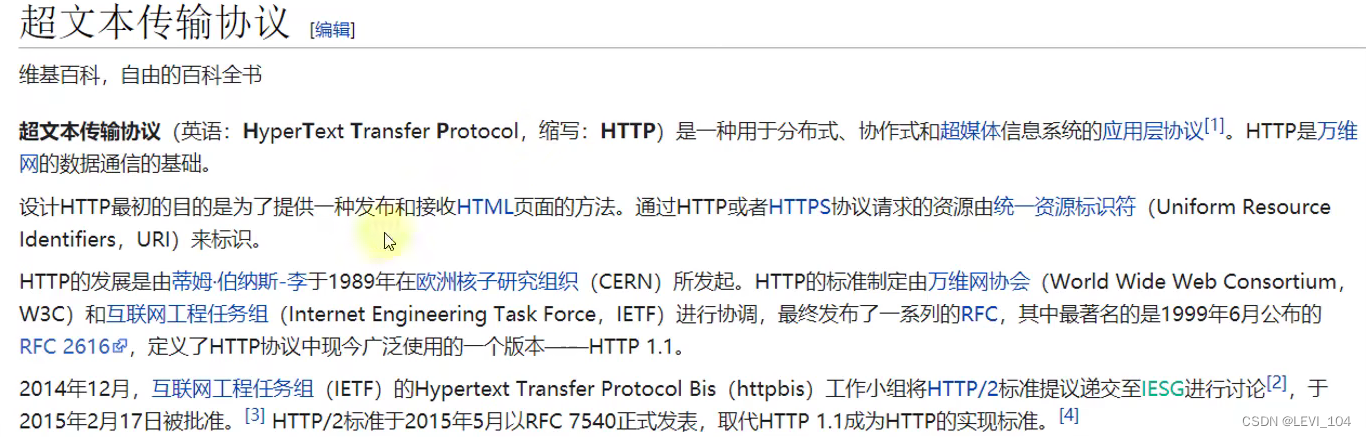 超文本传输协议 [编辑]
维基百科，自由的百科全书
超文本传输协议（英语：HyperText Transfer Protocol，缩写：HTTP）是一种用于分布式、协作式和超媒体信息系统的应用层协议[1]。HTTP是万维
网的数据通信的基础。
设计HTTP最初的目的是为了提供一种发布和接收HTML页面的方法。通过HTTP或者HTTPS协议请求的资源由统一资源标识符（Uniform Resource
Identifiers，URI）来标识。
HTTP的发展是由蒂姆·伯纳斯-李于1989年在欧洲核子研究组织（CERN）所发起。HTTP的标准制定由万维网协会（World Wide Web Consortium，
W3C）和互联网工程任务组（Internet Engineering Task Force，IETF）进行协调，最终发布了一系列的RFC，其中最著名的是1999年6月公布的
RFC 2616，定义了HTTP协议中现今广泛使用的一个版本——HTTP 1.1。
2014年12月，互联网工程任务组（IETF）的Hypertext Transfer Protocol Bis（httpbis）工作小组将HTTP/2标准提议递交至IESG进行讨论[2]，于
2015年2月17日被批准。[3] HTTP/2标准于2015年5月以RFC 7540正式发表，取代HTTP 1.1成为HTTP的实现标准。[4]
CSDN @LEVI_104